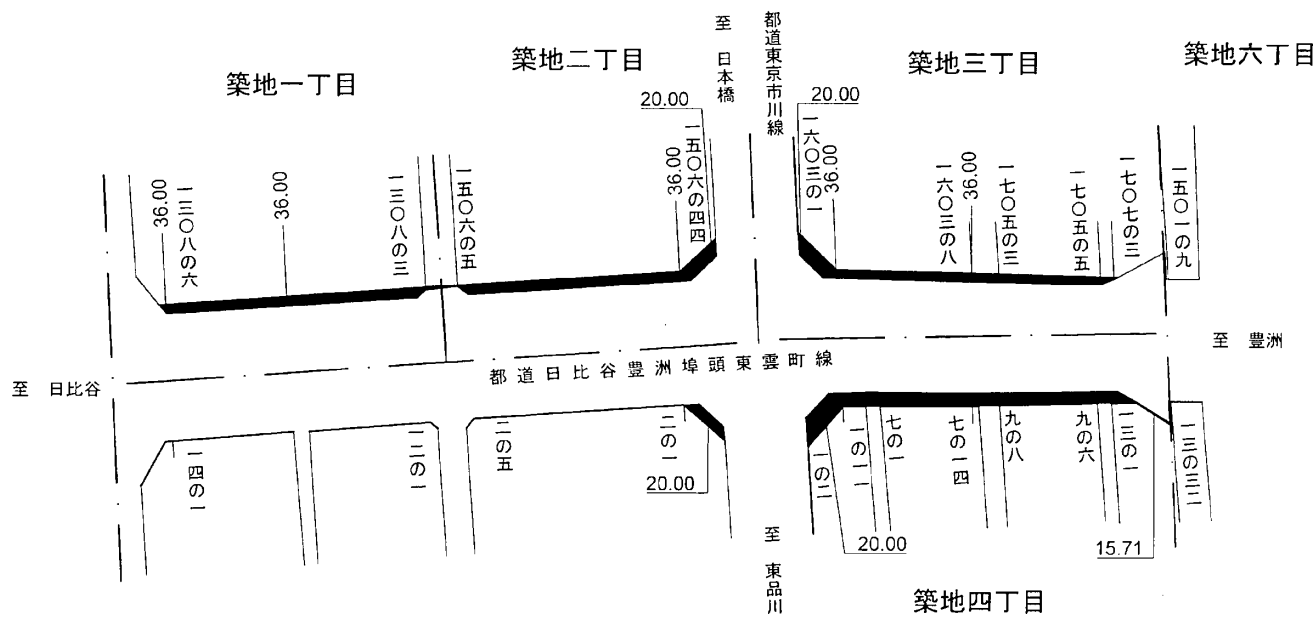 築地一丁目
築地二丁目
至　日本橋
都道東京市川線
築地三丁目
築地六丁目
20.00
20.00
36.00
一三〇八の六
36.00
一三〇八の三
一五〇六の五
36.00
一五〇六の四四
一六〇三の一
36.00
一六〇三の八
36.00
一七〇五の三
一七〇五の五
一七〇七の三
一五〇一の九
至　日比谷
都道日比谷豊洲埠頭東雲町線
至　豊洲
一四の一
一二の一
二の五
二の一
20.00
一の二
一の一一
七の一
七の一四
九の八
九の六
一三の一
一三の三二
20.00
15.71
至　東品川
築地四丁目